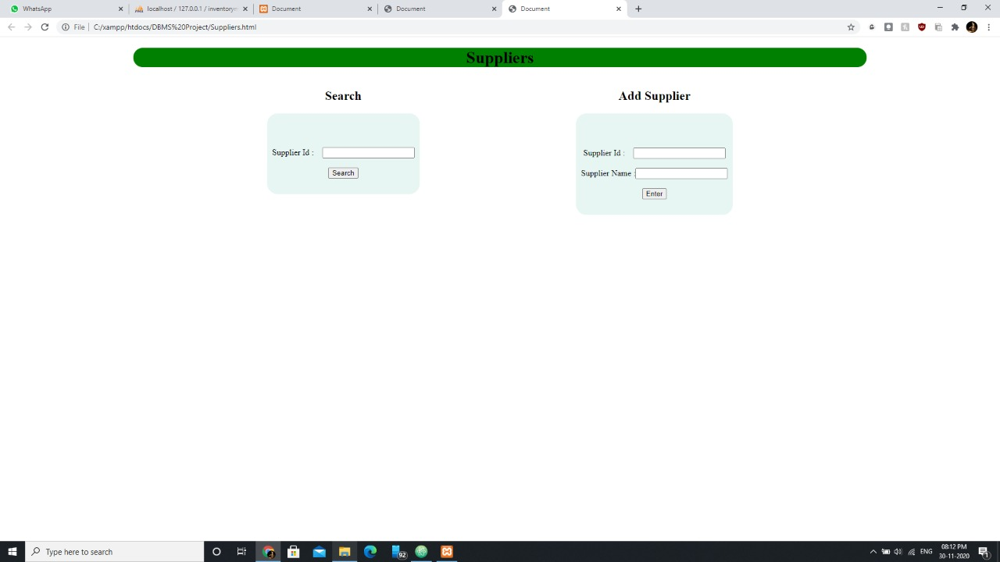 WhatsApp
localhost / 127.0.0.1 / inventory
Document
Document
Document
File
C:/xampp/htdocs/DBMS%20Project/Suppliers.html
Suppliers
Search
Add Supplier
Supplier Id :
Search
Supplier Id :
Supplier Name :
Enter
Type here to search
92
ENG
08:12 PM
30-11-2020
1